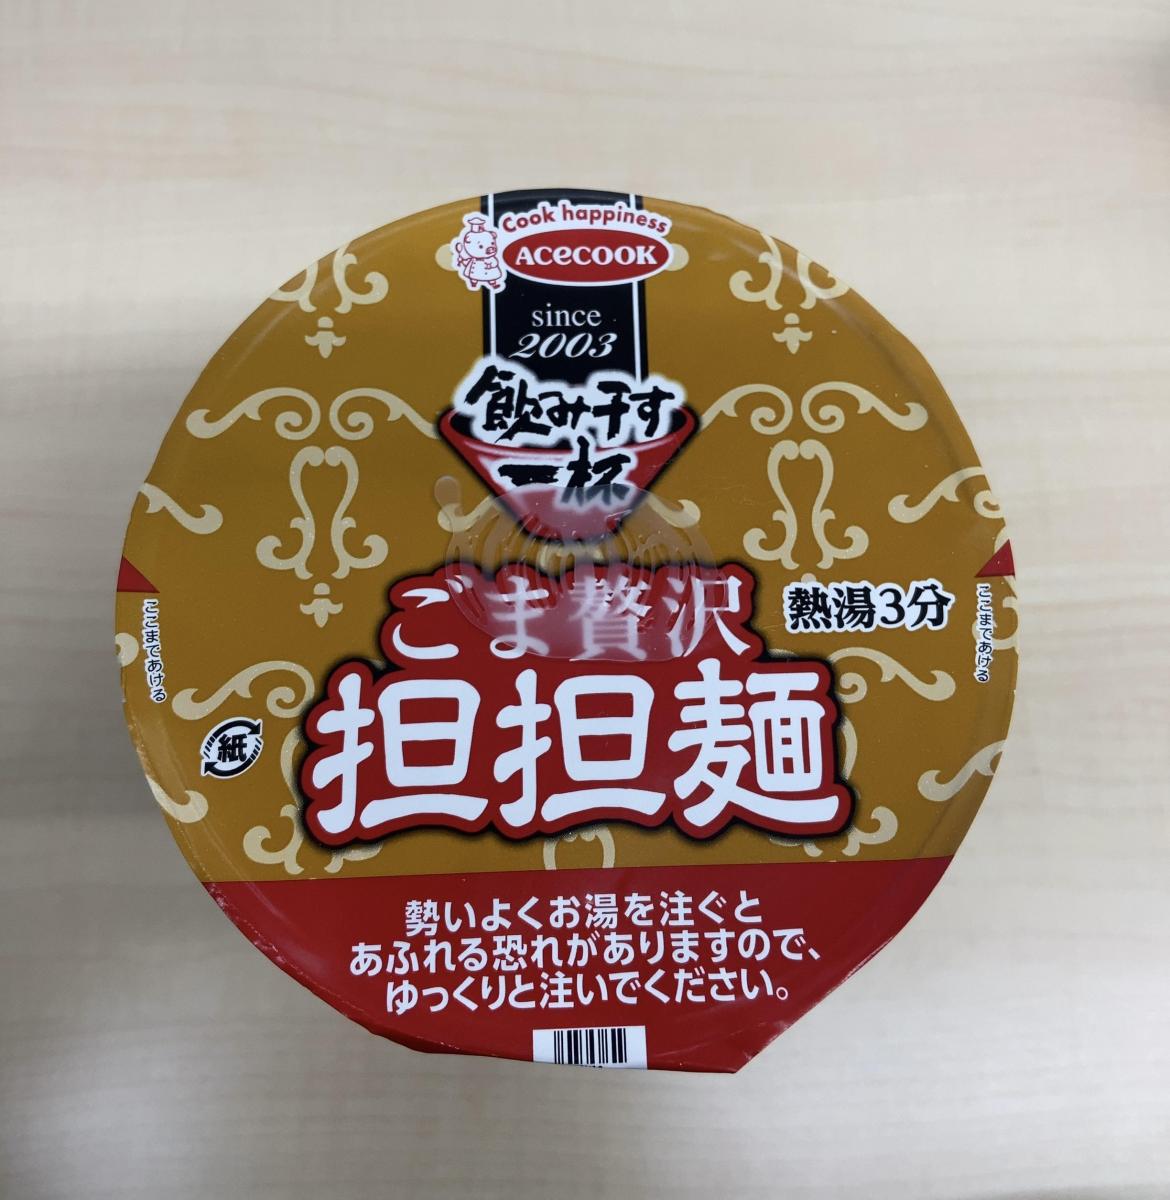 Cook happiness
ACECOOK
since
2003
飲み干す
一杯
ごま贅沢
熱湯3分
担担麺
ここまであける
ここまであける
紙
勢いよくお湯を注ぐと
あふれる恐れがありますので、
ゆっくりと注いでください。